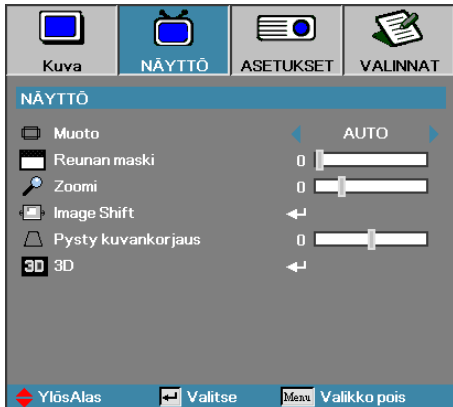 Kuva NÄYTTÖ ASETUKSET VALINNAT
NÄYTTÖ
Muoto AUTO
Reunan maski 0
Zoomi 0
Image Shift
Pysty kuvankorjaus 0
3D 3D
YlösAlas Valitse Menu Valikko pois